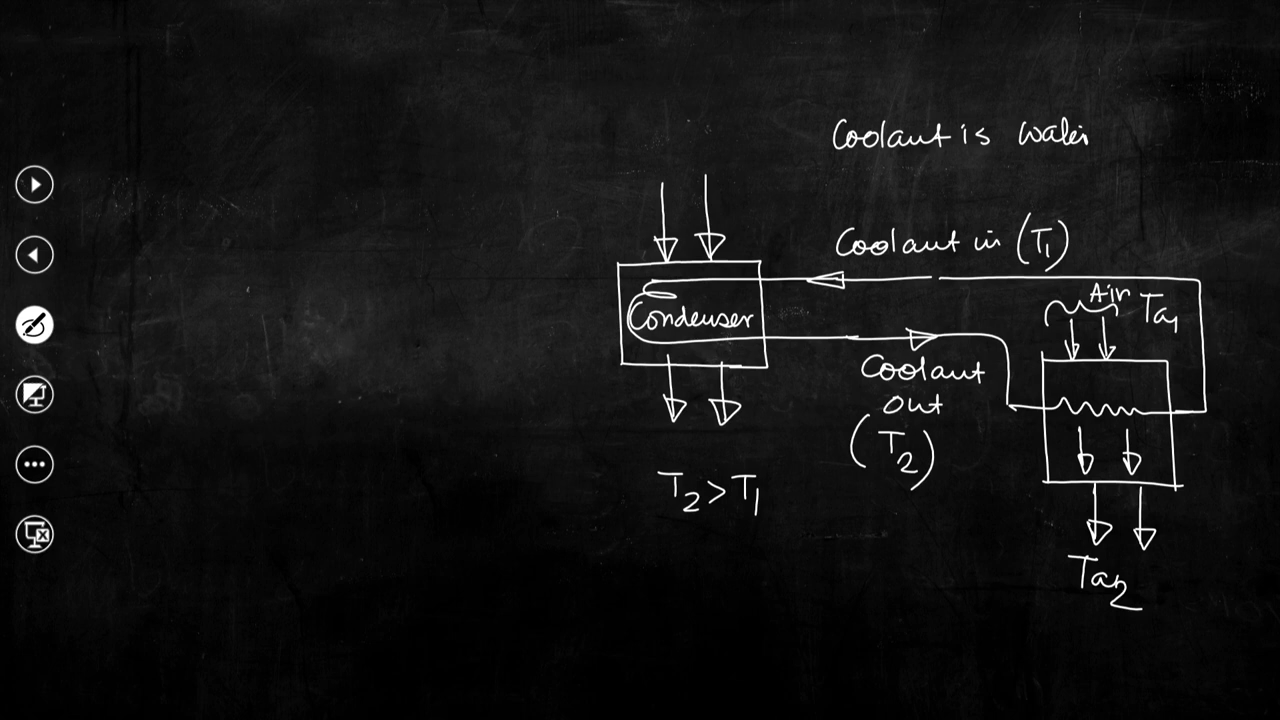 Coolant is water
Coolant in (T1)
Air Ta1
Condenser
Coolant
out
(T2)
T2 > T1
Ta2